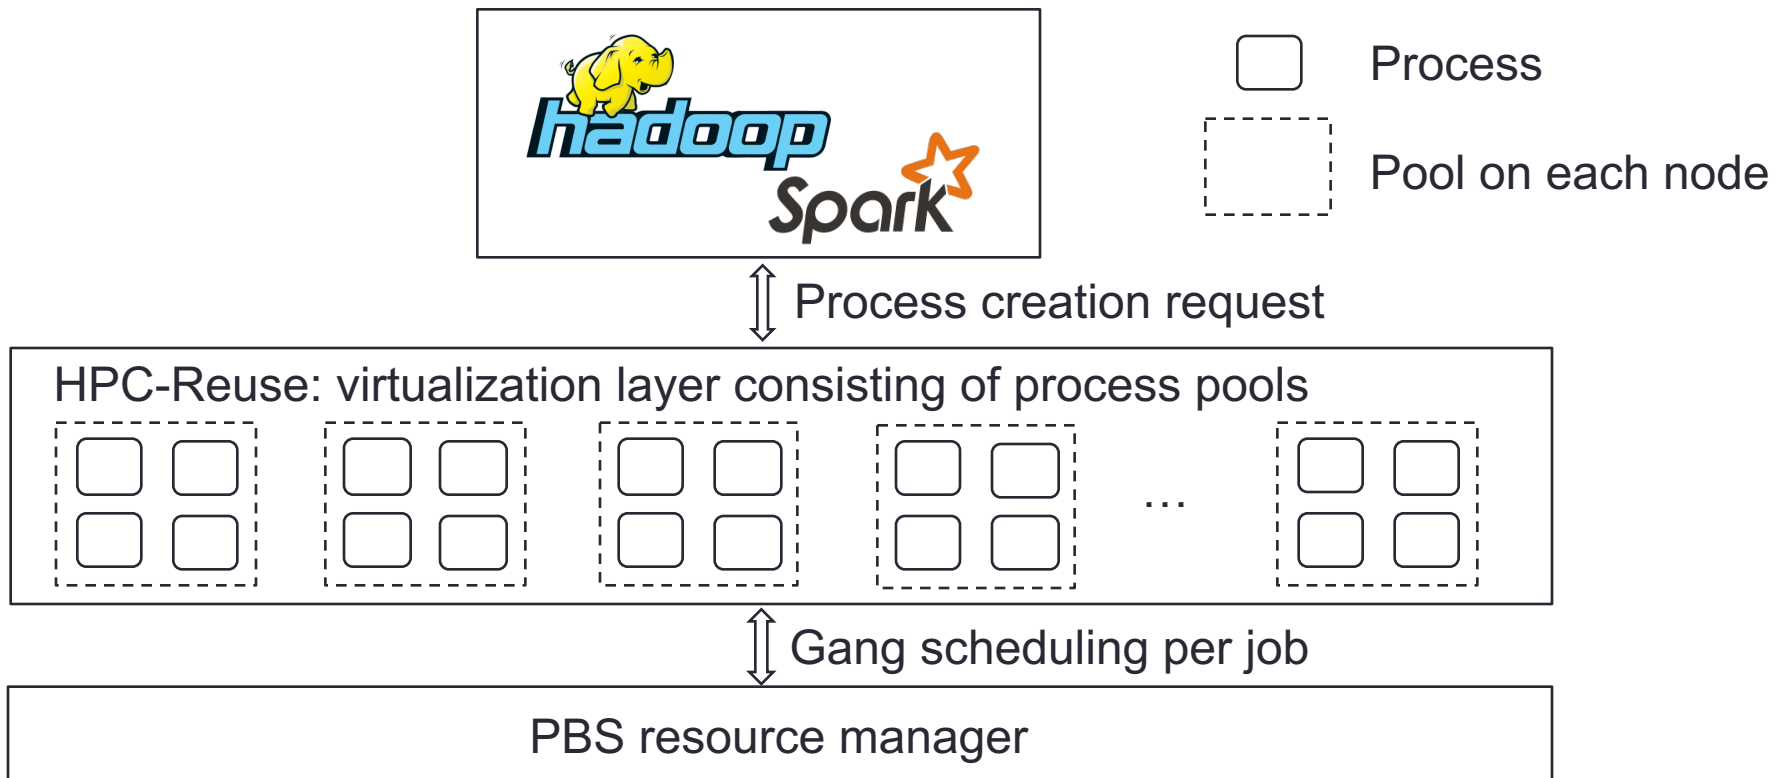 hadoop
Spark
Process
Pool on each node
Process creation request
HPC-Reuse: virtualization layer consisting of process pools
...
Gang scheduling per job
PBS resource manager